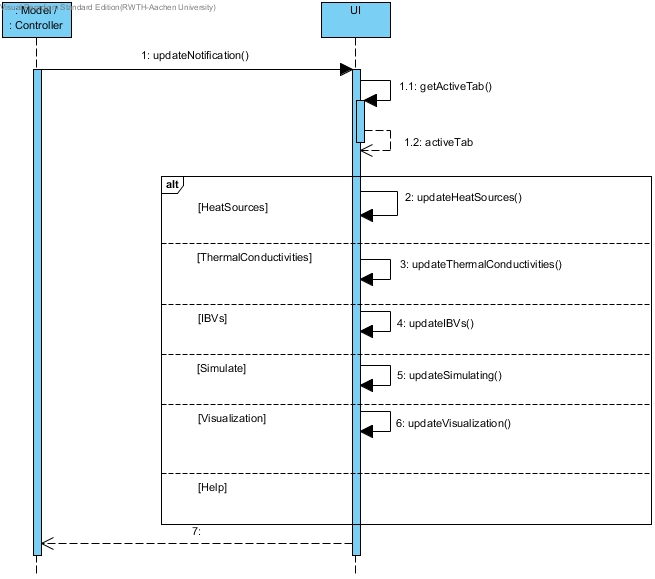 Standard Edition(RWTH-Aachen University)
: Model /
: Controller
UI
1: updateNotification()
1.1: getActiveTab()
1.2: activeTab
alt
[HeatSources]
2: updateHeatSources()
[ThermalConductivities]
3: updateThermalConductivities()
[IBVs]
4: updateIBVs()
[Simulate]
5: updateSimulating()
[Visualization]
6: updateVisualization()
[Help]
7: